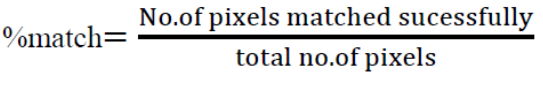 %match= No.of pixels matched sucessfully
total no.of pixels